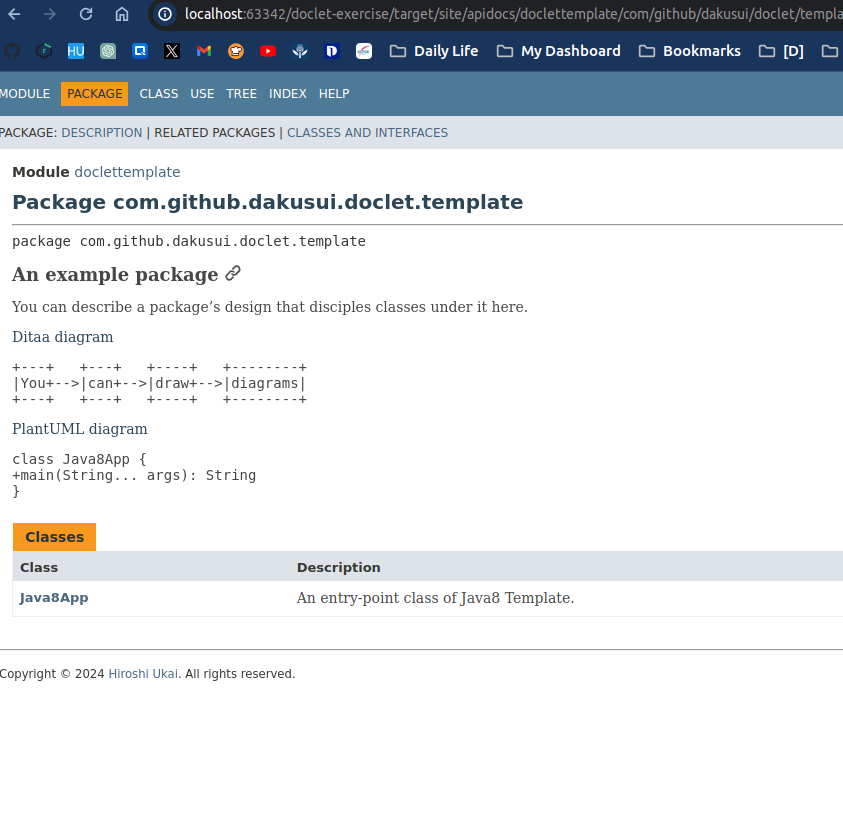 localhost:63342/doclet-exercise/target/site/apidocs/doclettemplate/com/github/dakusui/doclet/templa
HU
Daily Life
My Dashboard
Bookmarks
[D]
MODULE PACKAGE CLASS USE TREE INDEX HELP
PACKAGE: DESCRIPTION | RELATED PACKAGES | CLASSES AND INTERFACES
Module doclettemplate
Package com.github.dakusui.doclet.template
package com.github.dakusui.doclet.template
An example package
You can describe a package’s design that disciples classes under it here.
Ditaa diagram
+---+   +---+   +----+   +--------+
|You+-->|can+-->|draw+-->|diagrams|
+---+   +---+   +----+   +--------+
PlantUML diagram
class Java8App {
+main(String... args): String
}
Classes
Class Description
Java8App An entry-point class of Java8 Template.
Copyright © 2024 Hiroshi Ukai. All rights reserved.